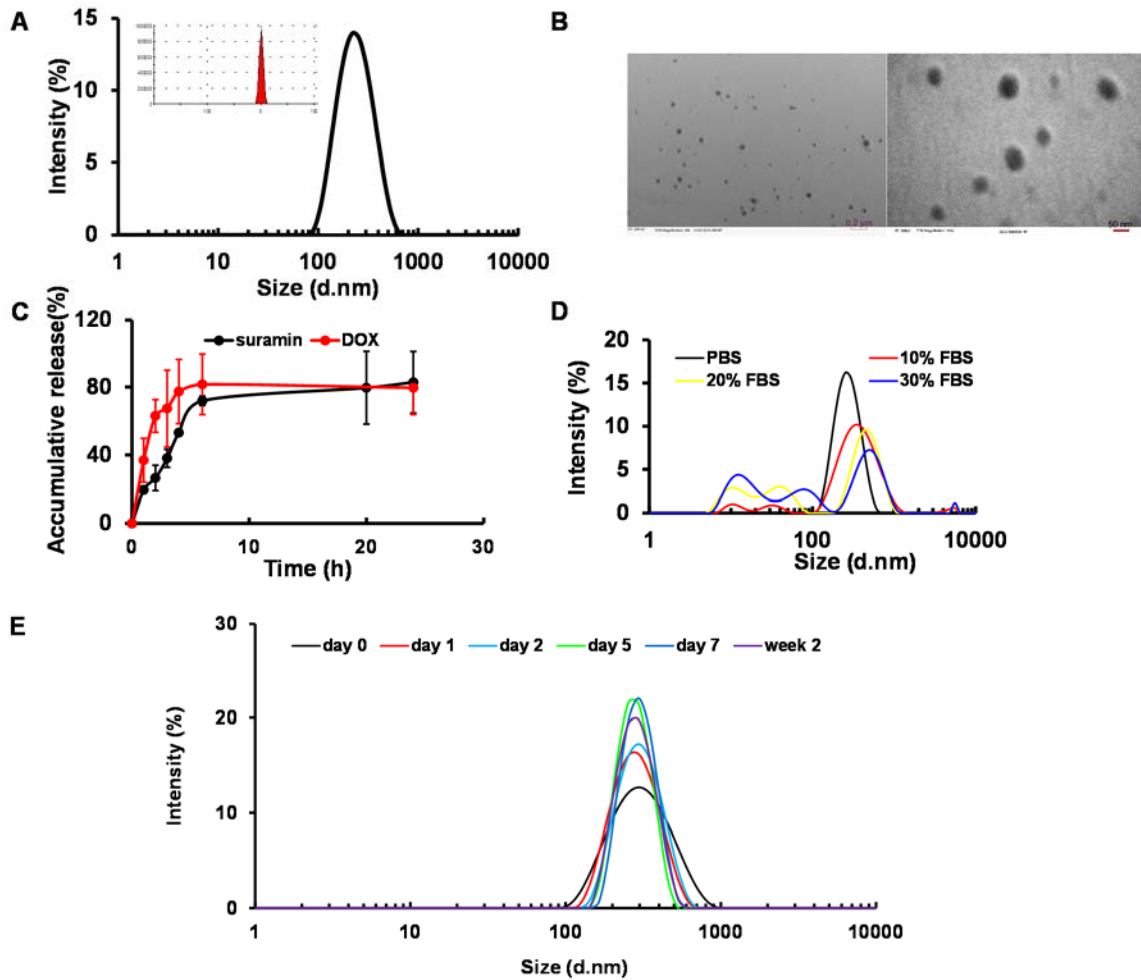 A
15
10
5
0
Intensity (%)
1 10 100 1000 10000
Size (d.nm)
B
0.2 µm
50 nm
C
120
80
40
0
Accumulative release(%)
suramin DOX
0 10 20 30
Time (h)
D
20
15
10
5
0
Intensity (%)
PBS 10% FBS
20% FBS 30% FBS
1 100 10000
Size (d.nm)
E
30
20
10
0
Intensity (%)
day 0 day 1 day 2 day 5 day 7 week 2
1 10 100 1000 10000
Size (d.nm)